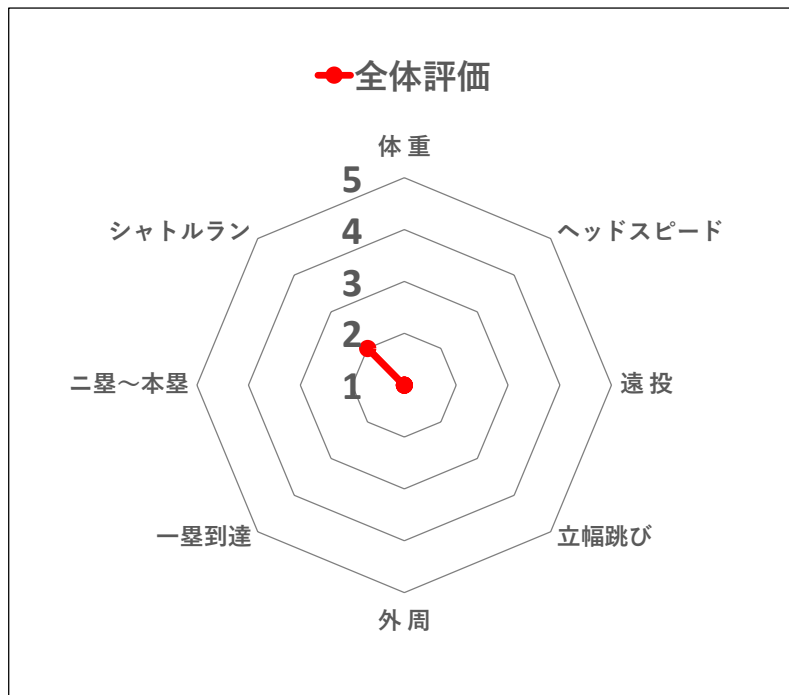 全体評価
体 重
5
シャトルラン
ヘッドスピード
4
3
2
二塁～本塁
1
遠 投
一塁到達
立幅跳び
外 周